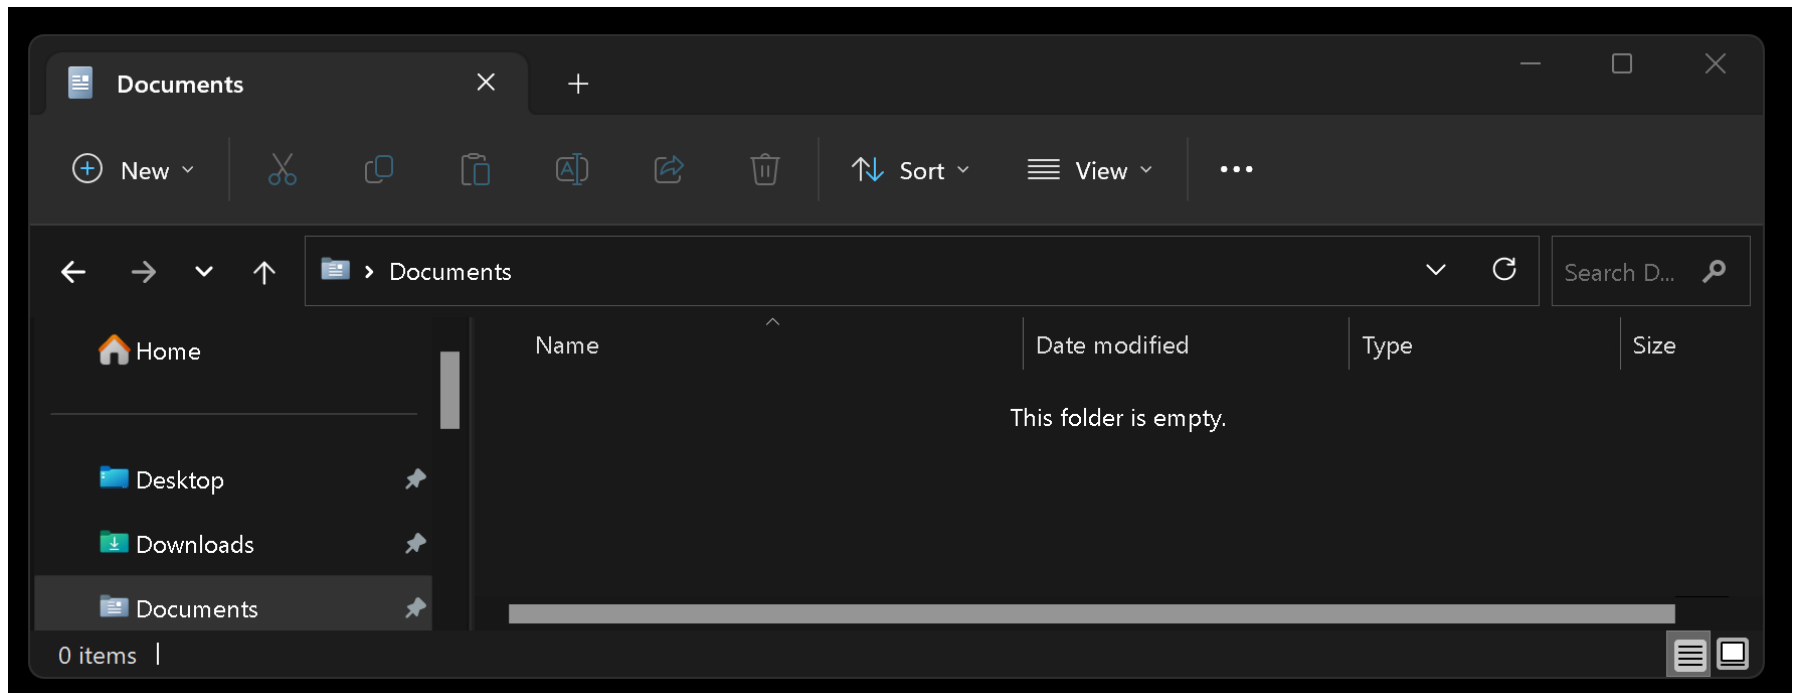 Documents
New Sort View
Documents Search D...
Home
Name Date modified Type Size
This folder is empty.
Desktop
Downloads
Documents
0 items